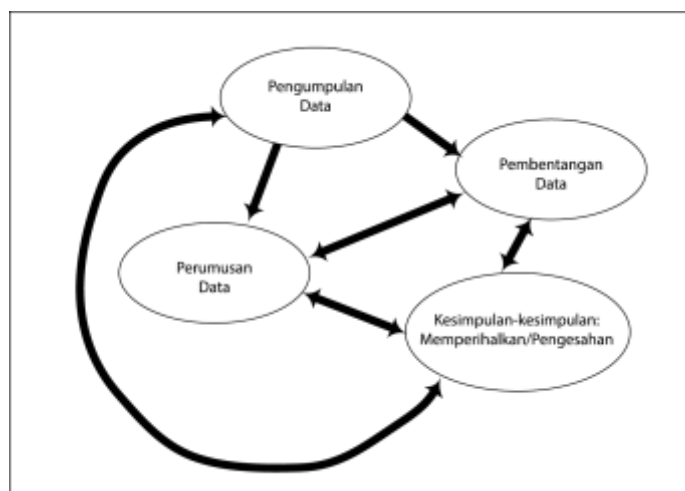 Pengumpulan
Data
Pembentangan
Data
Perumusan
Data
Kesimpulan-kesimpulan:
Memperihalkan/Pengesahan